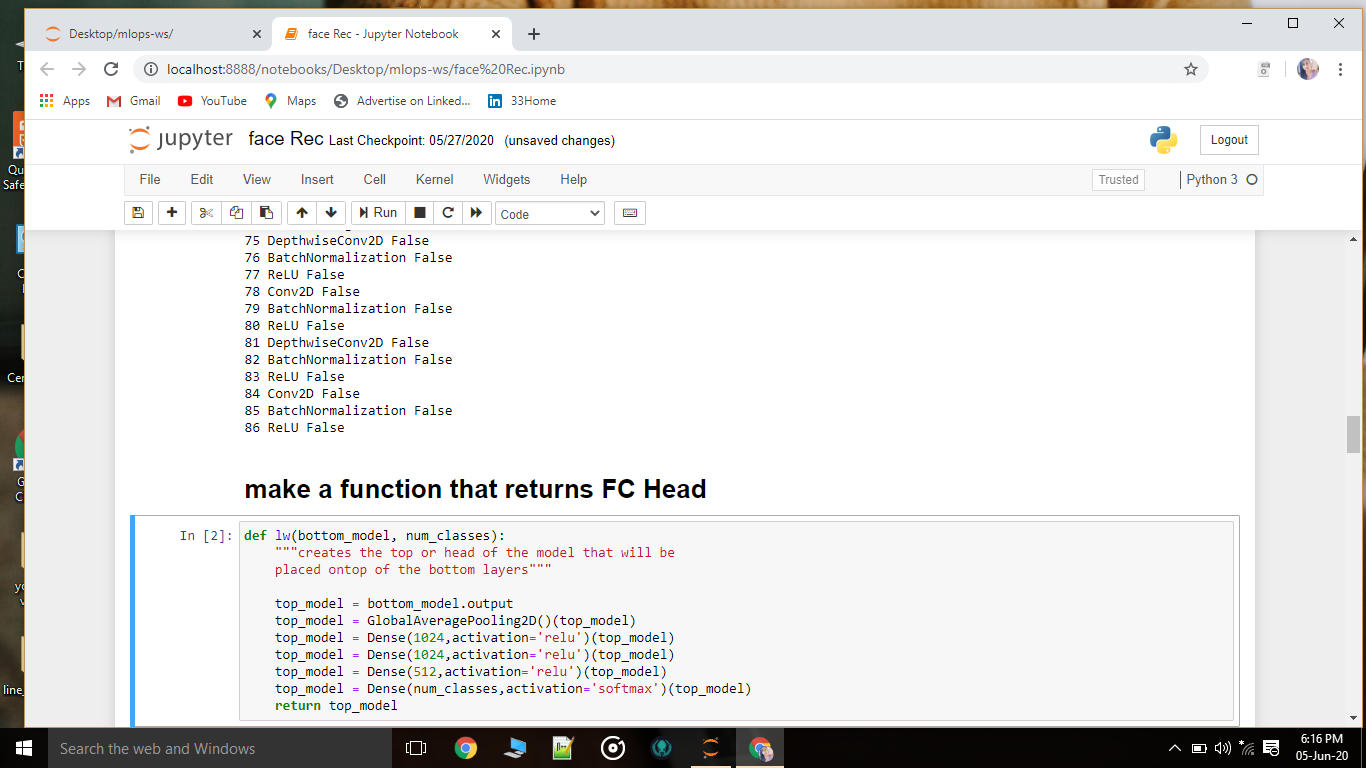 Desktop/mlops-ws/
face Rec - Jupyter Notebook
localhost:8888/notebooks/Desktop/mlops-ws/face%20Rec.ipynb
Apps
Gmail
YouTube
Maps
Advertise on Linked...
33Home
jupyter
face Rec Last Checkpoint: 05/27/2020 (unsaved changes)
Logout
File Edit View Insert Cell Kernel Widgets Help
Trusted
Python 3
Run
Code
75 DepthwiseConv2D False
76 BatchNormalization False
77 ReLU False
78 Conv2D False
79 BatchNormalization False
80 ReLU False
81 DepthwiseConv2D False
82 BatchNormalization False
83 ReLU False
84 Conv2D False
85 BatchNormalization False
86 ReLU False
make a function that returns FC Head
In [2]: def lw(bottom_model, num_classes):
"""creates the top or head of the model that will be
placed ontop of the bottom layers"""
top_model = bottom_model.output
top_model = GlobalAveragePooling2D()(top_model)
top_model = Dense(1024,activation='relu')(top_model)
top_model = Dense(1024,activation='relu')(top_model)
top_model = Dense(512,activation='relu')(top_model)
top_model = Dense(num_classes,activation='softmax')(top_model)
return top_model
Search the web and Windows
6:16 PM
05-Jun-20